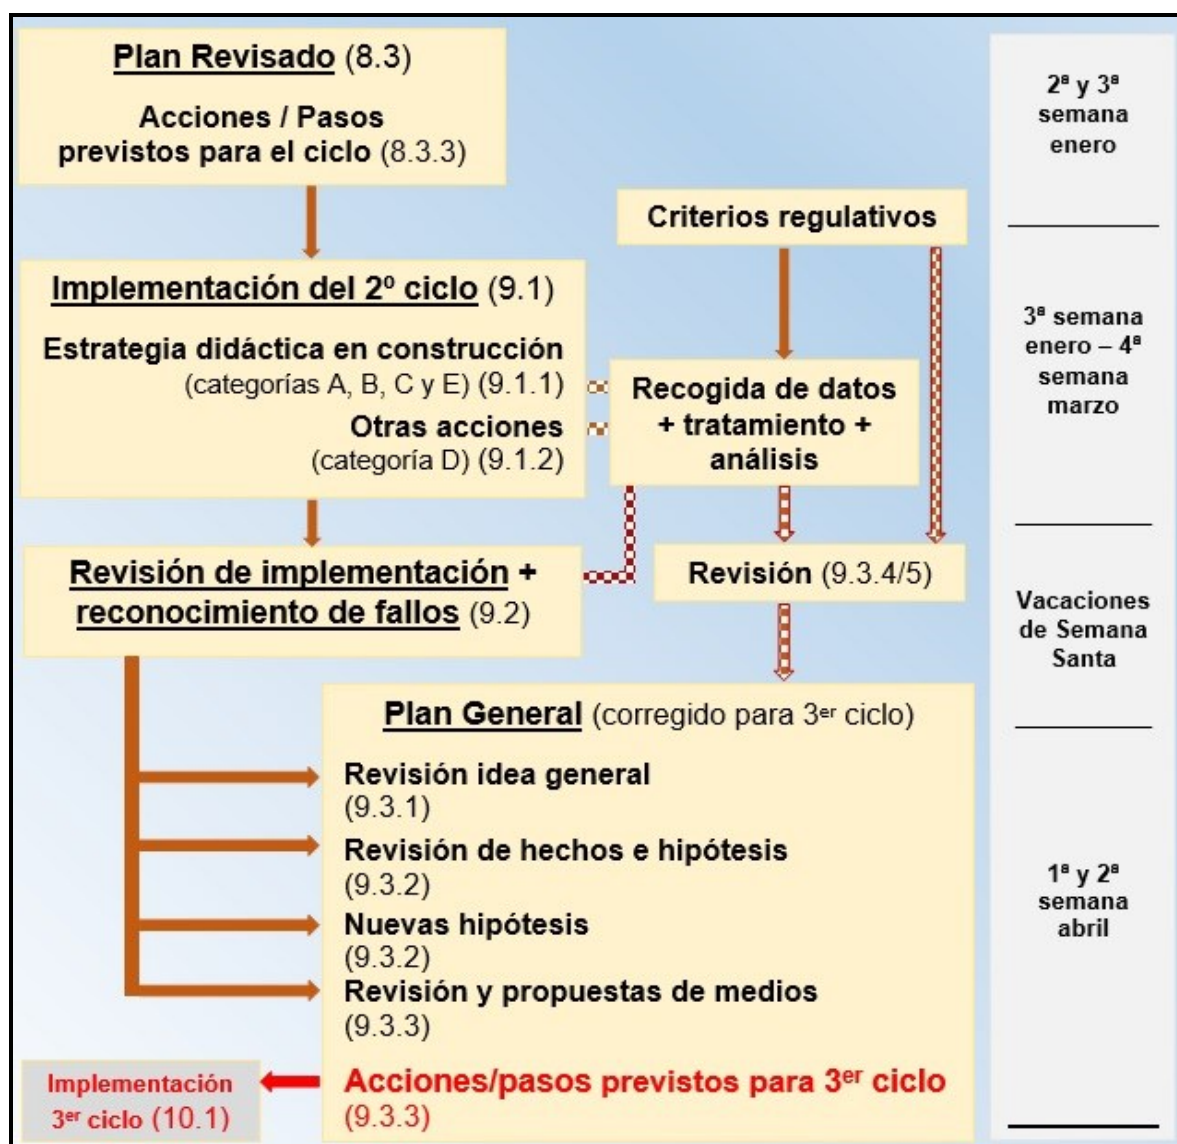 Plan Revisado (8.3)
Acciones / Pasos
previstos para el ciclo (8.3.3)
Criterios regulativos
Implementación del 2º ciclo (9.1)
Estrategia didáctica en construcción
(categorías A, B, C y E) (9.1.1)
Otras acciones
(categoría D) (9.1.2)
Recogida de datos
+ tratamiento +
análisis
Revisión de implementación +
reconocimiento de fallos (9.2)
Revisión (9.3.4/5)
Plan General (corregido para 3er ciclo)
Revisión idea general
(9.3.1)
Revisión de hechos e hipótesis
(9.3.2)
Nuevas hipótesis
(9.3.2)
Revisión y propuestas de medios
(9.3.3)
Acciones/pasos previstos para 3er ciclo
(9.3.3)
Implementación
3er ciclo (10.1)
2ª y 3ª
semana
enero
3ª semana
enero – 4ª
semana
marzo
Vacaciones
de Semana
Santa
1ª y 2ª
semana
abril